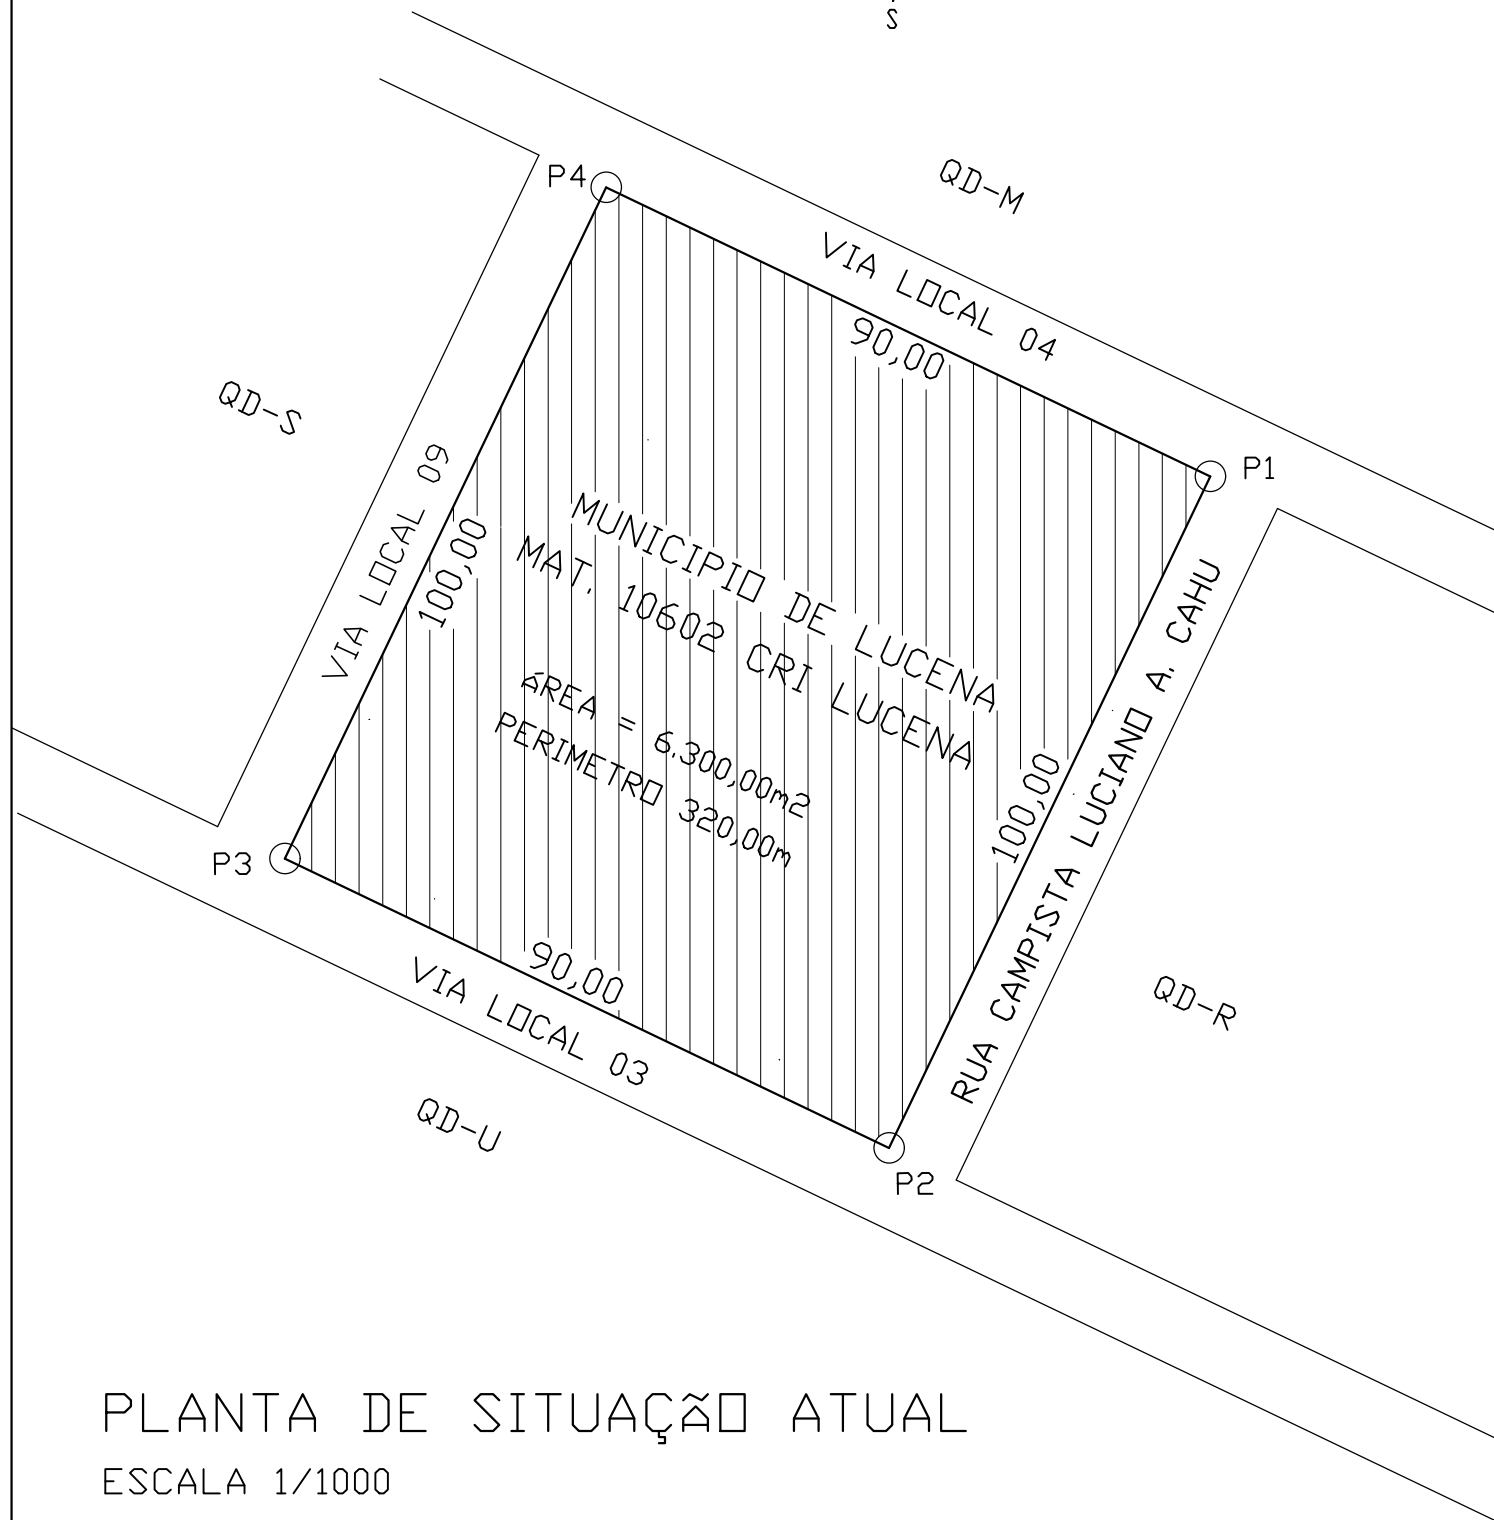 S
QD-M
P4
VIA LOCAL 04
90,00
QD-S
P1
VIA LOCAL 09
100,00
MUNICIPIO DE LUCENA
MAT. 10602 CRI LUCENA
ÁREA = 6.300,00m2
PERIMETRO 320,00m
100,00
RUA CAMPISTA LUCIANO A. CAHU
P3
90,00
VIA LOCAL 03
QD-R
QD-U
P2
PLANTA DE SITUAÇÃO ATUAL
ESCALA 1/1000